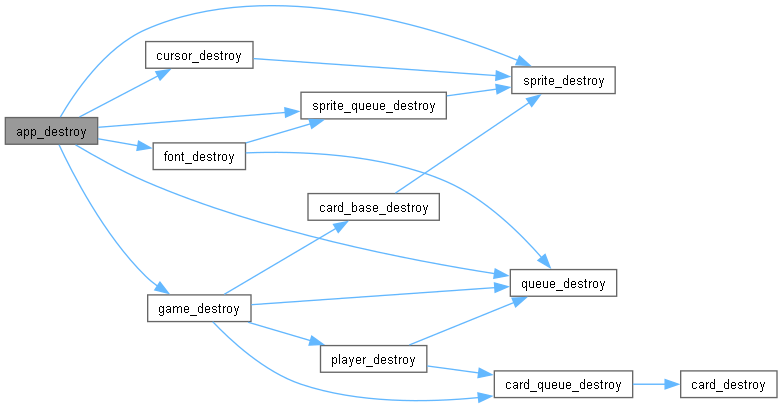 cursor_destroy
sprite_destroy
sprite_queue_destroy
app_destroy
font_destroy
card_base_destroy
queue_destroy
game_destroy
player_destroy
card_queue_destroy
card_destroy